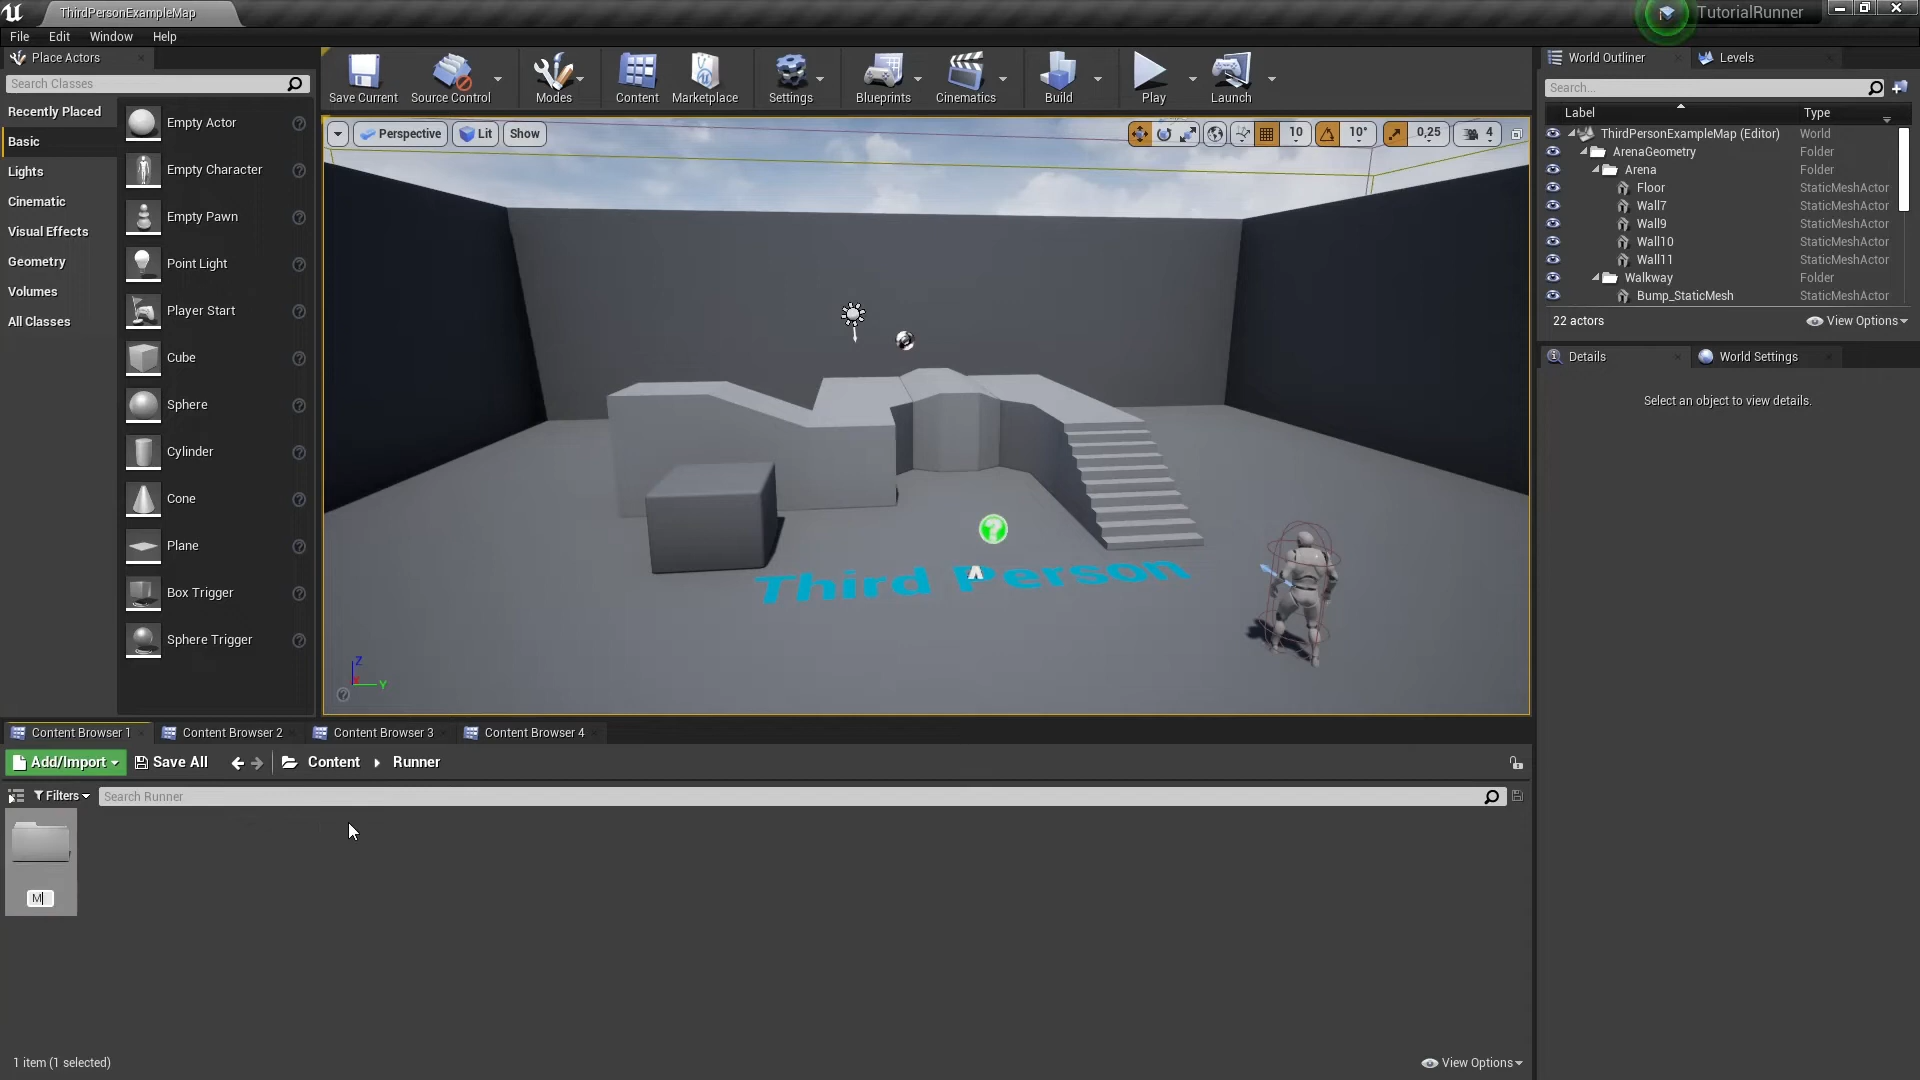 ThirdPersonExampleMap
TutorialRunner
File Edit Window Help
Place Actors
Search Classes
Recently Placed
Basic
Lights
Cinematic
Visual Effects
Geometry
Volumes
All Classes
Empty Actor
Empty Character
Empty Pawn
Point Light
Player Start
Cube
Sphere
Cylinder
Cone
Plane
Box Trigger
Sphere Trigger
Save Current Source Control Modes Content Marketplace Settings Blueprints Cinematics Build Play Launch
Perspective Lit Show 10 10° 0,25 4
Third Person
Z
Y
World Outliner Levels
Search...
Label Type
ThirdPersonExampleMap (Editor) World
ArenaGeometry Folder
Arena Folder
Floor StaticMeshActor
Wall7 StaticMeshActor
Wall9 StaticMeshActor
Wall10 StaticMeshActor
Wall11 StaticMeshActor
Walkway Folder
Bump_StaticMesh StaticMeshActor
22 actors View Options
Details World Settings
Select an object to view details.
Content Browser 1 Content Browser 2 Content Browser 3 Content Browser 4
Add/Import Save All Content Runner
Filters Search Runner
M
1 item (1 selected) View Options